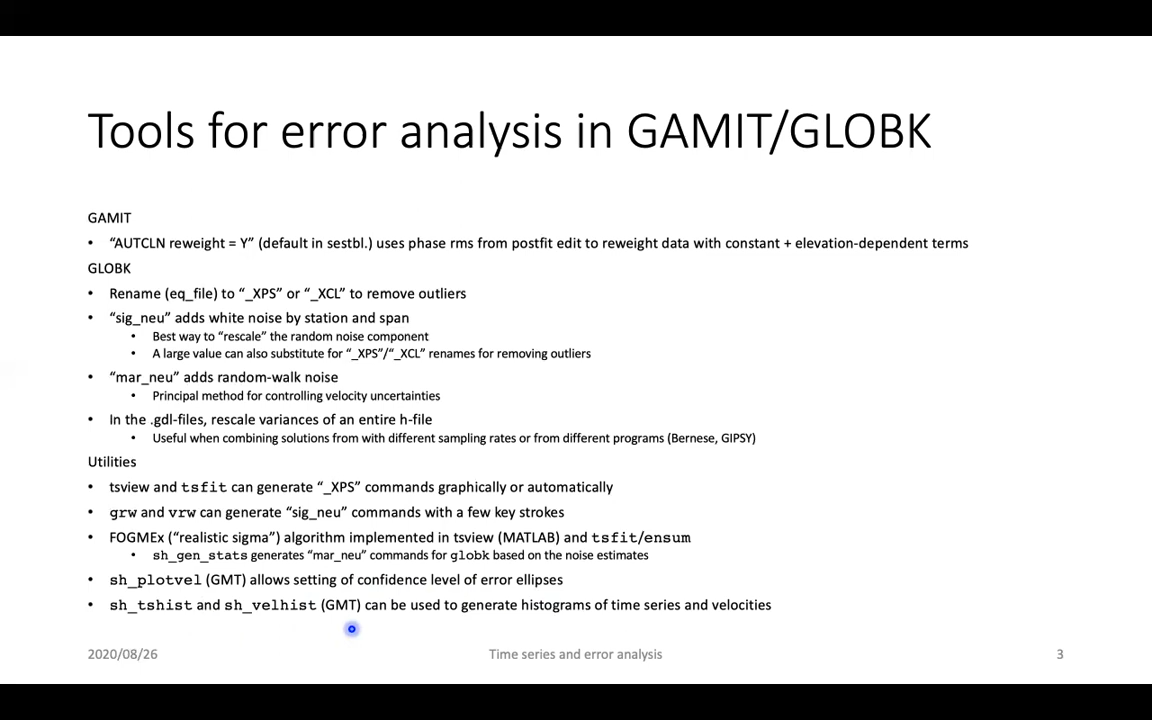 Tools for error analysis in GAMIT/GLOBK
GAMIT
• “AUTCLN reweight = Y” (default in sestbl.) uses phase rms from postfit edit to reweight data with constant + elevation-dependent terms
GLOBK
• Rename (eq_file) to “_XPS” or “_XCL” to remove outliers
• “sig_neu” adds white noise by station and span
• Best way to “rescale” the random noise component
• A large value can also substitute for “_XPS”/“_XCL” renames for removing outliers
• “mar_neu” adds random-walk noise
• Principal method for controlling velocity uncertainties
• In the .gdl-files, rescale variances of an entire h-file
• Useful when combining solutions from with different sampling rates or from different programs (Bernese, GIPSY)
Utilities
• tsview and tsfit can generate “_XPS” commands graphically or automatically
• grw and vrw can generate “sig_neu” commands with a few key strokes
• FOGMEx (“realistic sigma”) algorithm implemented in tsview (MATLAB) and tsfit/ensum
• sh_gen_stats generates “mar_neu” commands for globk based on the noise estimates
• sh_plotvel (GMT) allows setting of confidence level of error ellipses
• sh_tshist and sh_velhist (GMT) can be used to generate histograms of time series and velocities
2020/08/26
Time series and error analysis
3